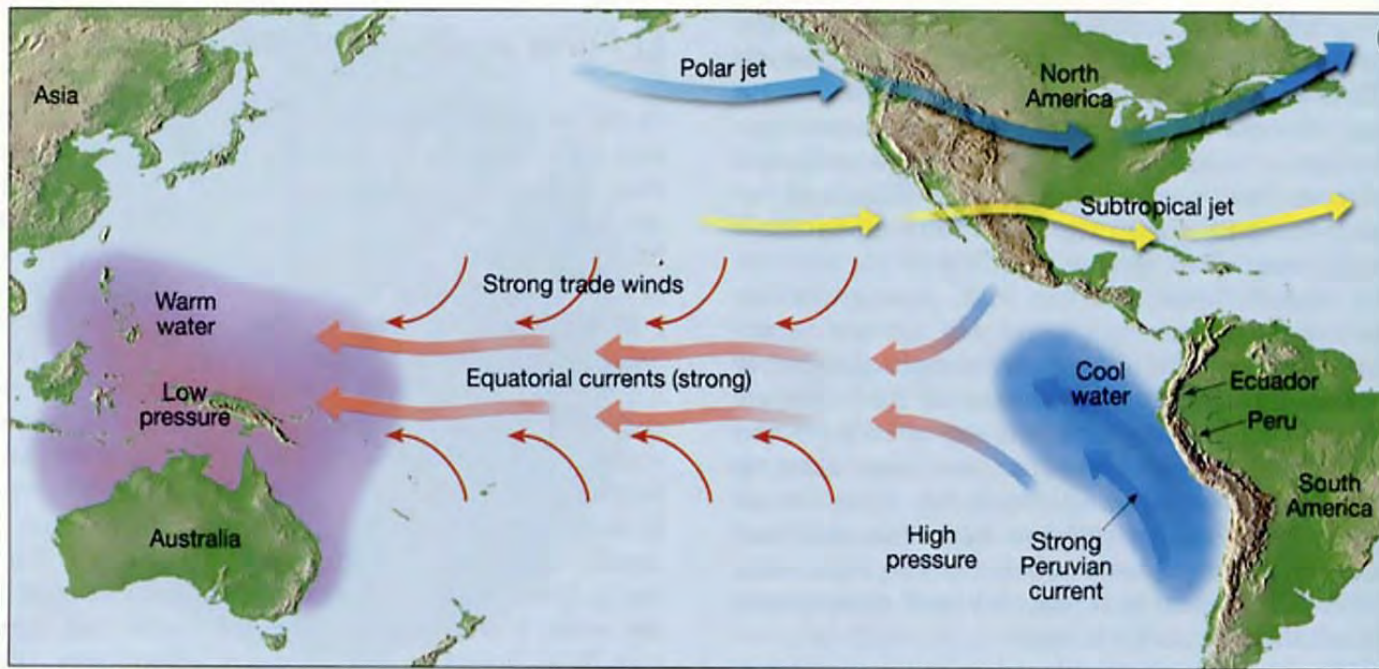 Asia
Polar jet
North
America
Subtropical jet
Strong trade winds
Warm
water
Equatorial currents (strong)
Low
pressure
Cool
water
Ecuador
Peru
South
America
Australia
High
pressure
Strong
Peruvian
current